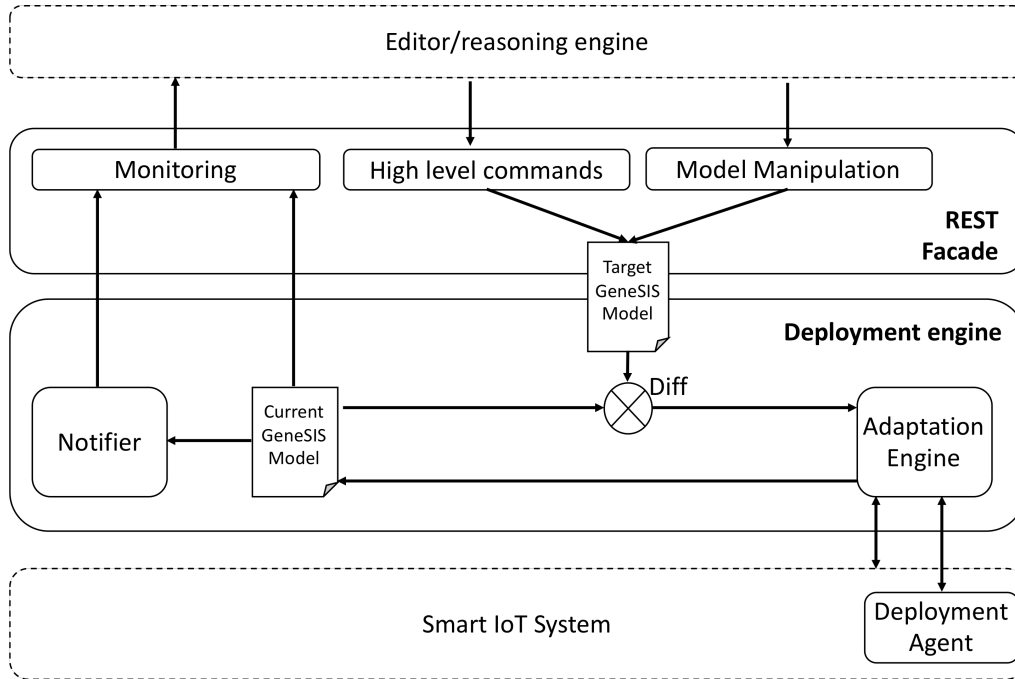 Editor/reasoning engine
Monitoring
High level commands
Model Manipulation
REST
Facade
Target
GeneSIS
Model
Deployment engine
Diff
Notifier
Current
GeneSIS
Model
Adaptation
Engine
Smart IoT System
Deployment
Agent